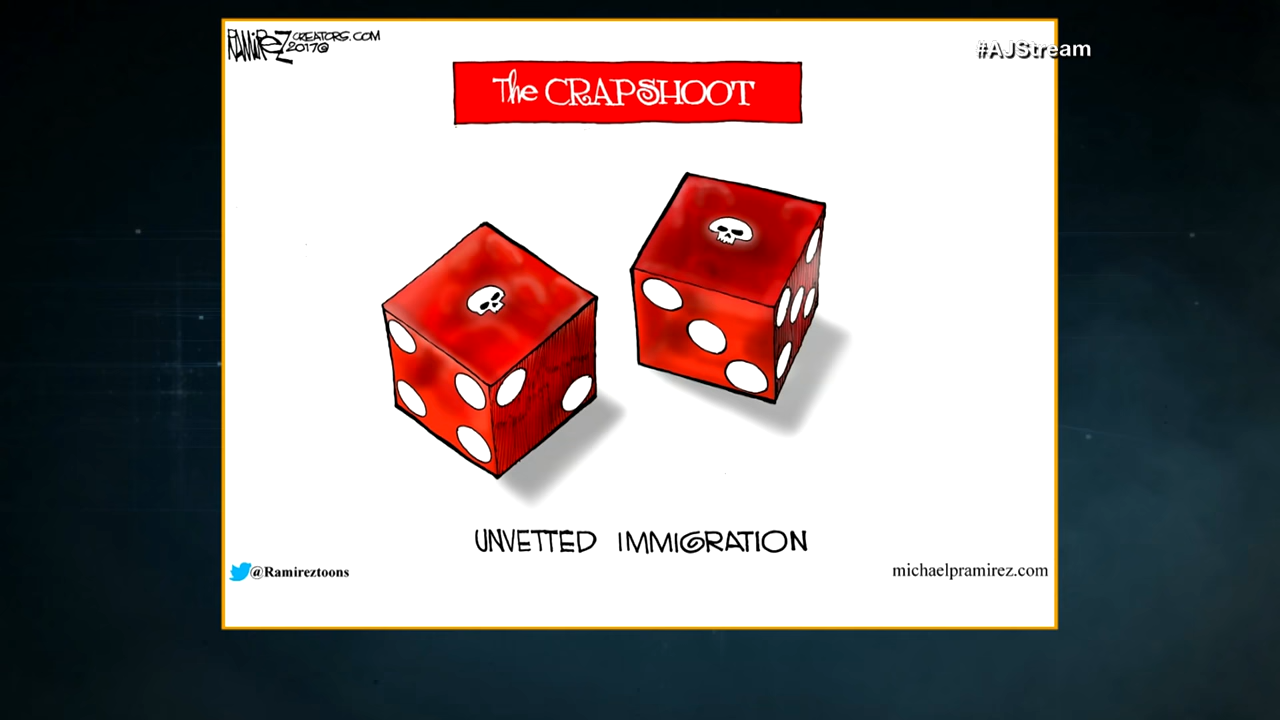 RAMIREZ CREATORS.COM
2017©
#AJStream
The CRAPSHOOT
UNVETTED IMMIGRATION
@Ramireztoons
michaelpramirez.com